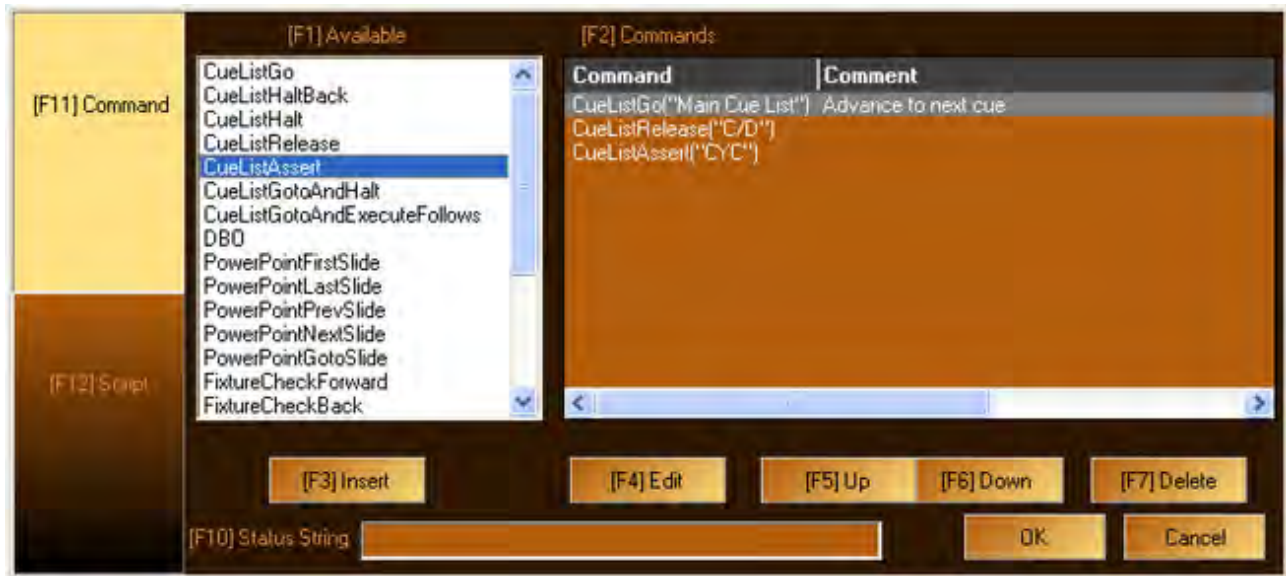 [F1] Available
[F2] Commands
[F11] Command
CueListGo
CueListHaltBack
CueListHalt
CueListRelease
CueListAssert
CueListGotoAndHalt
CueListGotoAndExecuteFollows
DBO
PowerPointFirstSlide
PowerPointLastSlide
PowerPointPrevSlide
PowerPointNextSlide
PowerPointGotoSlide
FixtureCheckForward
FixtureCheckBack
Command Comment
CueListGo("Main Cue List") Advance to next cue
CueListRelease("C/D")
CueListAssert("CYC")
[F12] Script
[F3] Insert
[F4] Edit
[F5] Up
[F6] Down
[F7] Delete
[F10] Status String
OK
Cancel